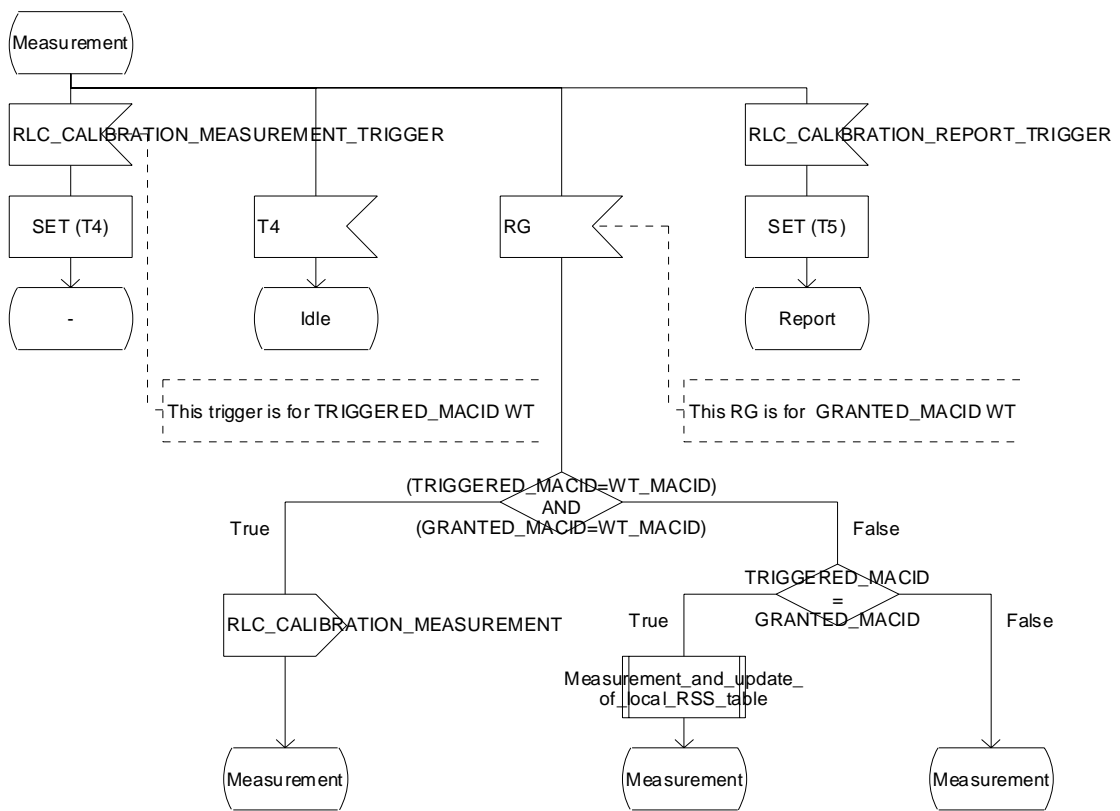 Measurement
RLC_CALIBRATION_MEASUREMENT_TRIGGER
RLC_CALIBRATION_REPORT_TRIGGER
SET (T4)
T4
RG
SET (T5)
-
Idle
Report
This trigger is for TRIGGERED_MACID WT
This RG is for GRANTED_MACID WT
(TRIGGERED_MACID=WT_MACID)
AND
(GRANTED_MACID=WT_MACID)
True
False
TRIGGERED_MACID
=
GRANTED_MACID
RLC_CALIBRATION_MEASUREMENT
True
False
Measurement_and_update_
of_local_RSS_table
Measurement
Measurement
Measurement